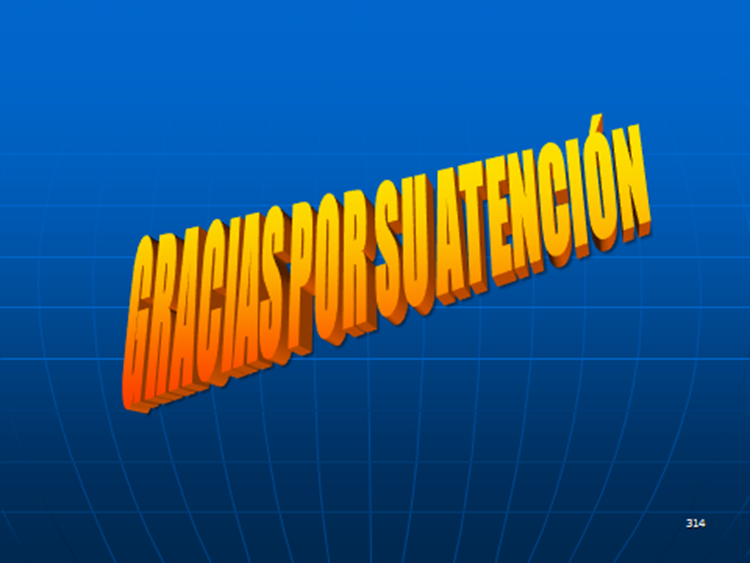 GRACIAS POR SU ATENCIÓN
314